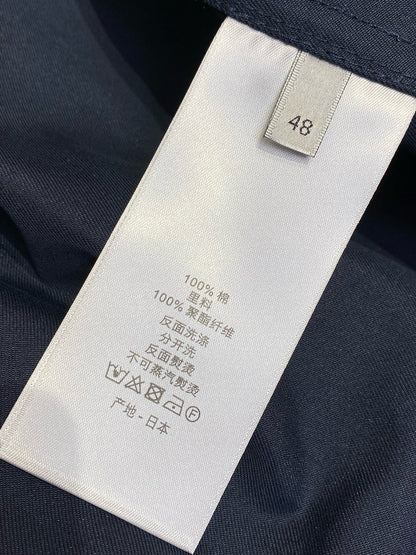 48
100% 棉
里料
100% 聚酯纤维
反面洗涤
分开洗
反面熨烫
不可蒸汽熨烫
F
产地 - 日本